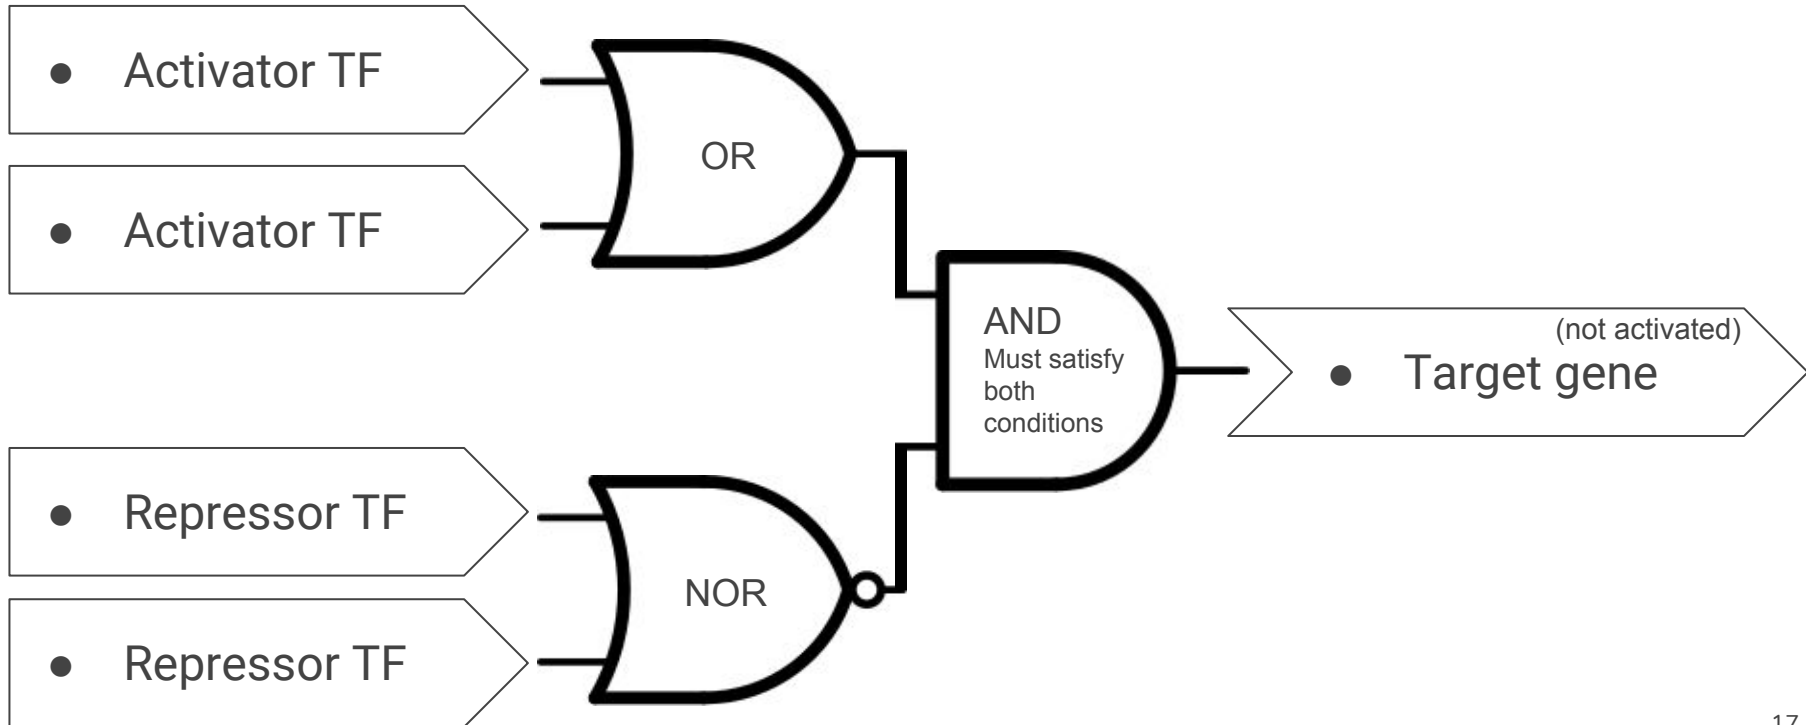 ● Activator TF
OR
● Activator TF
AND
Must satisfy
both
conditions
(not activated)
● Target gene
● Repressor TF
NOR
● Repressor TF
17